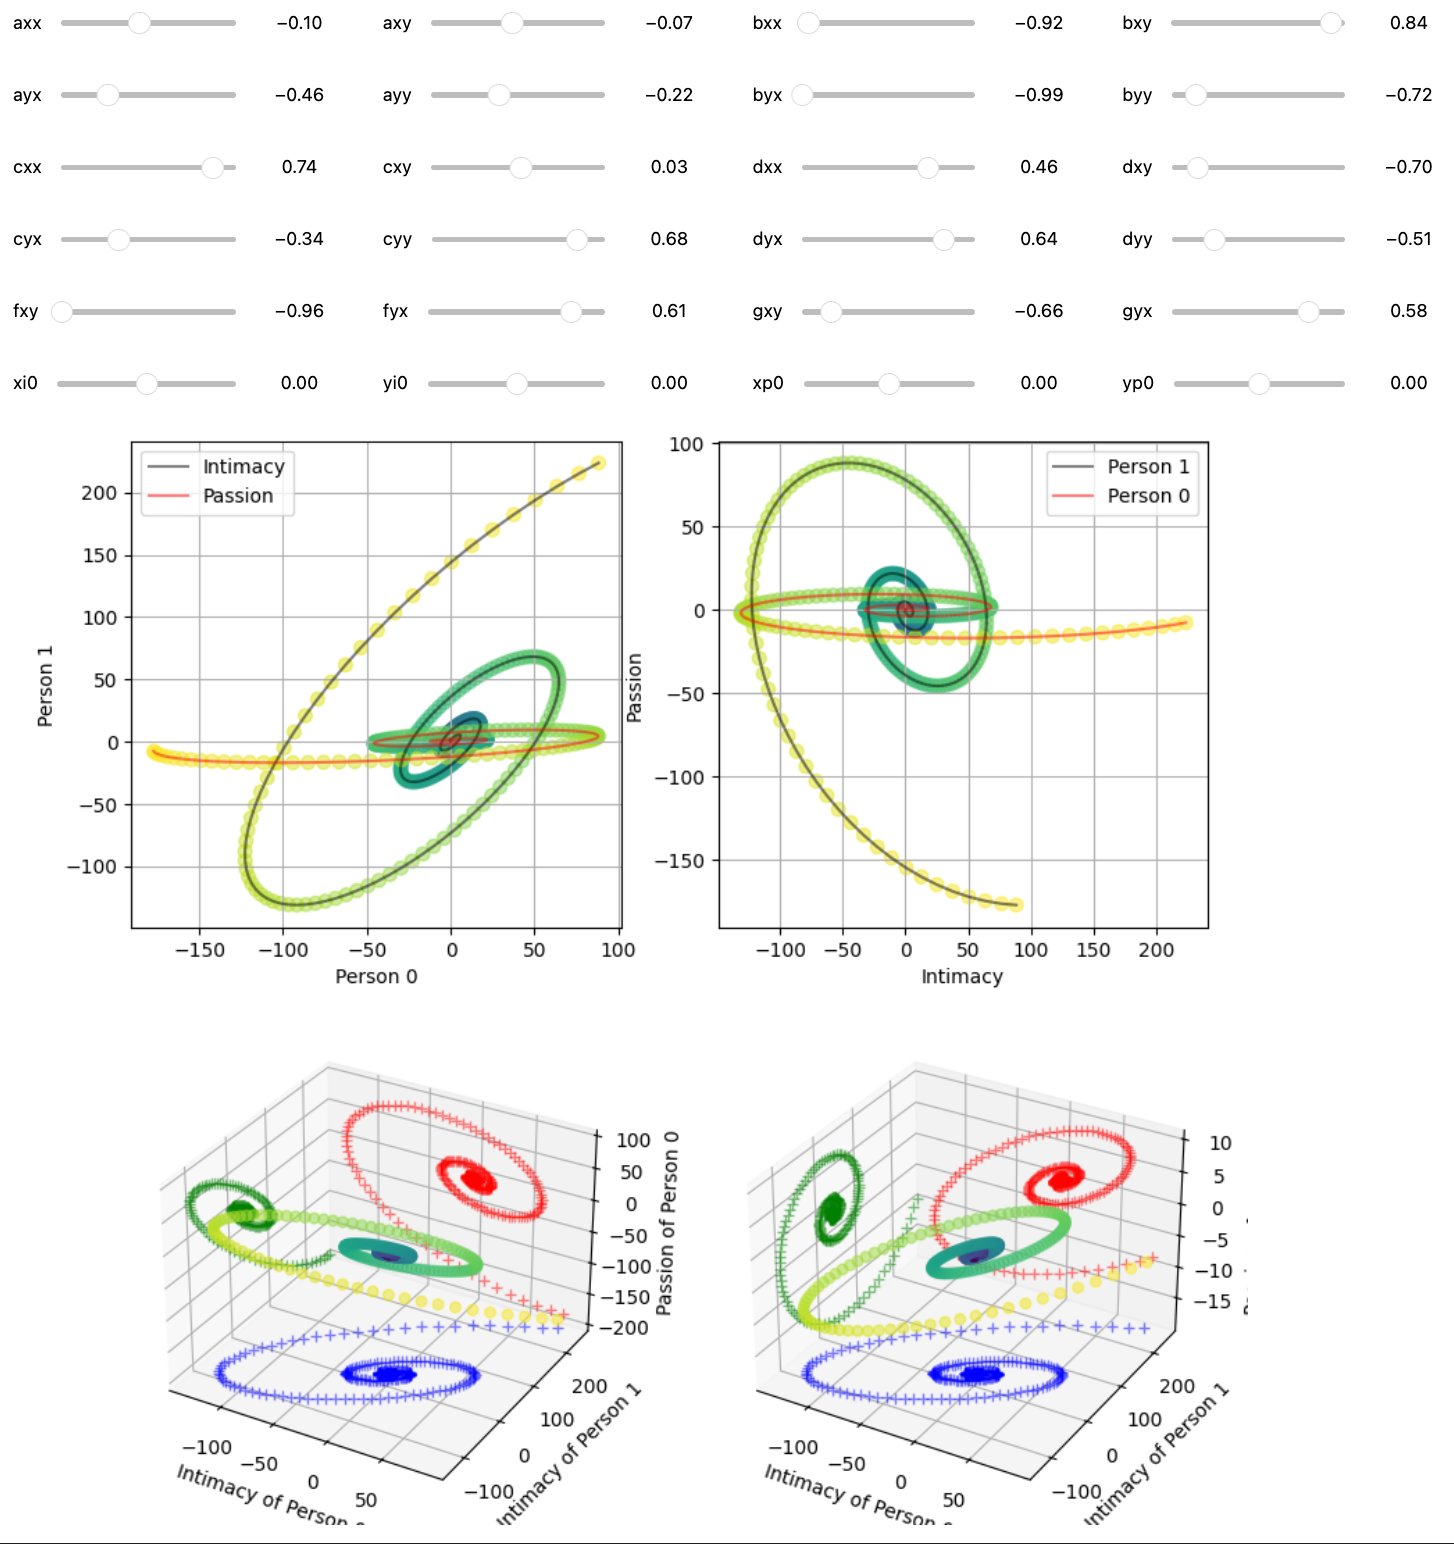 axx −0.10 axy −0.07 bxx −0.92 bxy 0.84
ayx −0.46 ayy −0.22 byx −0.99 byy −0.72
cxx 0.74 cxy 0.03 dxx 0.46 dxy −0.70
cyx −0.34 cyy 0.68 dyx 0.64 dyy −0.51
fxy −0.96 fyx 0.61 gxy −0.66 gyx 0.58
xi0 0.00 yi0 0.00 xp0 0.00 yp0 0.00
Intimacy
Passion
200
150
100
50
0
−50
−100
Person 1
−150 −100 −50 0 50 100
Person 0
Person 1
Person 0
100
50
0
−50
−100
−150
Passion
−100 −50 0 50 100 150 200
Intimacy
100
50
0
−50
−100
−150
−200
Passion of Person 0
200
100
0
−100
Intimacy of Person 1
−100
−50
0
50
Intimacy of Person
10
5
0
−5
−10
−15
200
100
0
−100
Intimacy of Person 1
−100
−50
0
50
Intimacy of Person